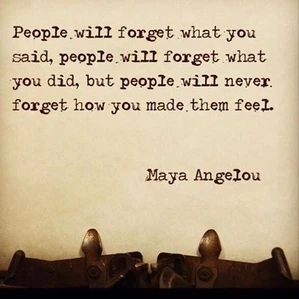 People will forget what you
said, people will forget what
you did, but people will never
forget how you made them feel.
Maya Angelou